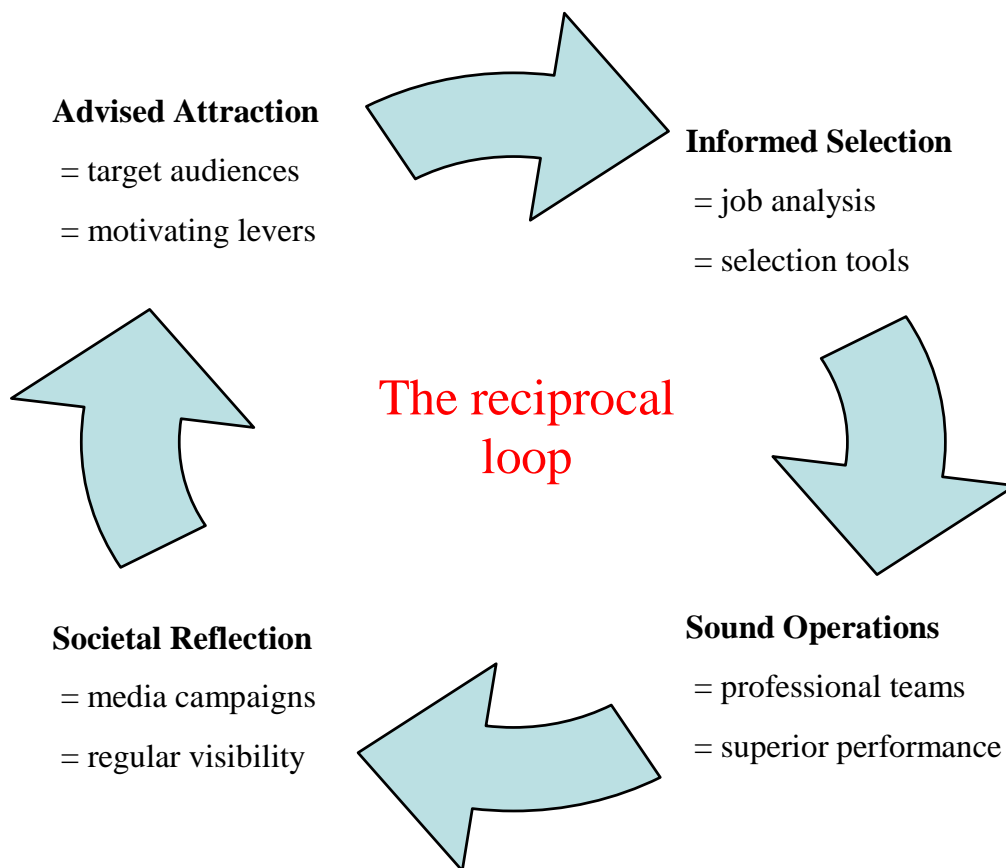 Advised Attraction
= target audiences
= motivating levers
Informed Selection
= job analysis
= selection tools
The reciprocal
loop
Societal Reflection
= media campaigns
= regular visibility
Sound Operations
= professional teams
= superior performance